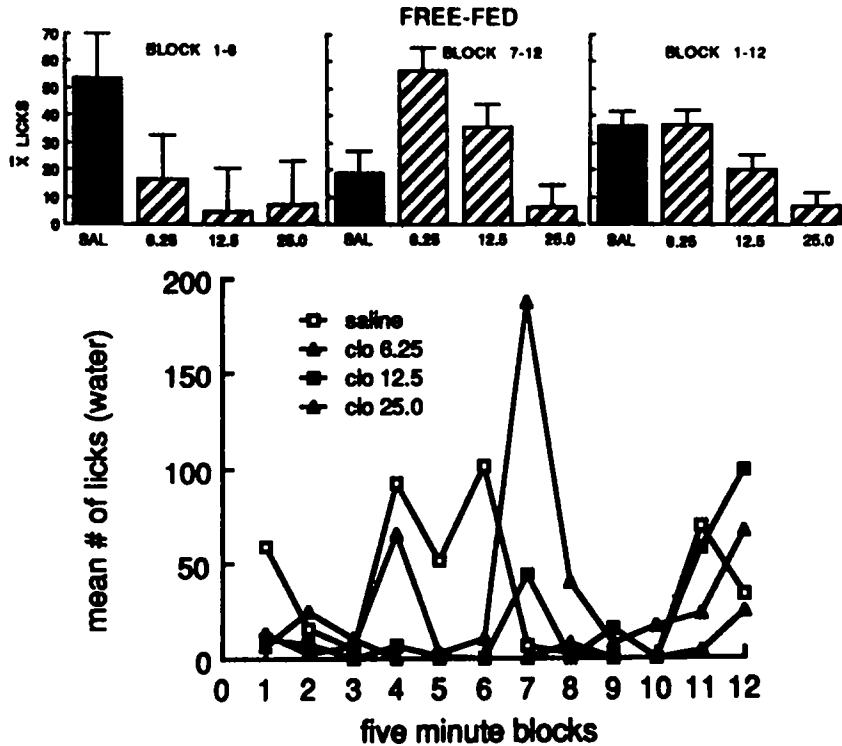 FREE-FED
BLOCK 1-6
BLOCK 7-12
BLOCK 1-12
x̄ LICKS
70
60
50
40
30
20
10
0
SAL 6.25 12.5 25.0
SAL 6.25 12.5 25.0
SAL 6.25 12.5 25.0
mean # of licks (water)
200
150
100
50
0
saline
clo 6.25
clo 12.5
clo 25.0
0 1 2 3 4 5 6 7 8 9 10 11 12
five minute blocks